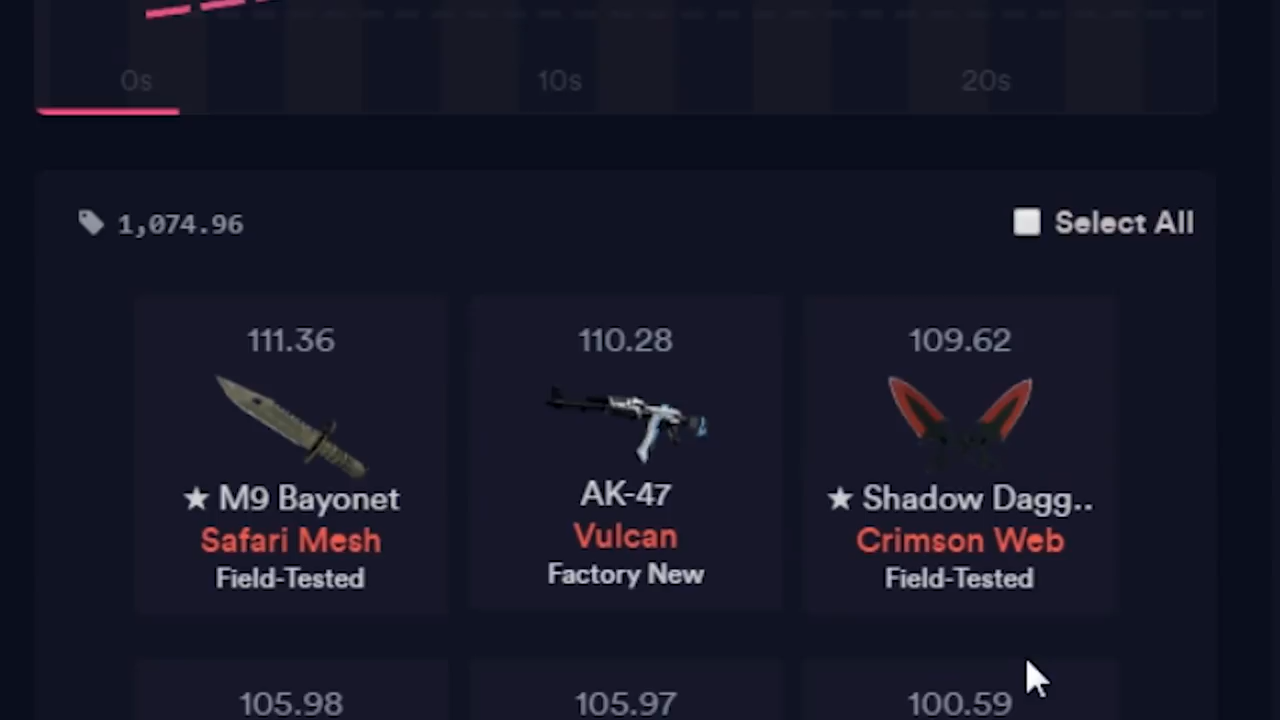 0s 10s 20s
1,074.96 Select All
111.36 110.28 109.62
★ M9 Bayonet AK-47 ★ Shadow Dagg..
Safari Mesh Vulcan Crimson Web
Field-Tested Factory New Field-Tested
105.98 105.97 100.59